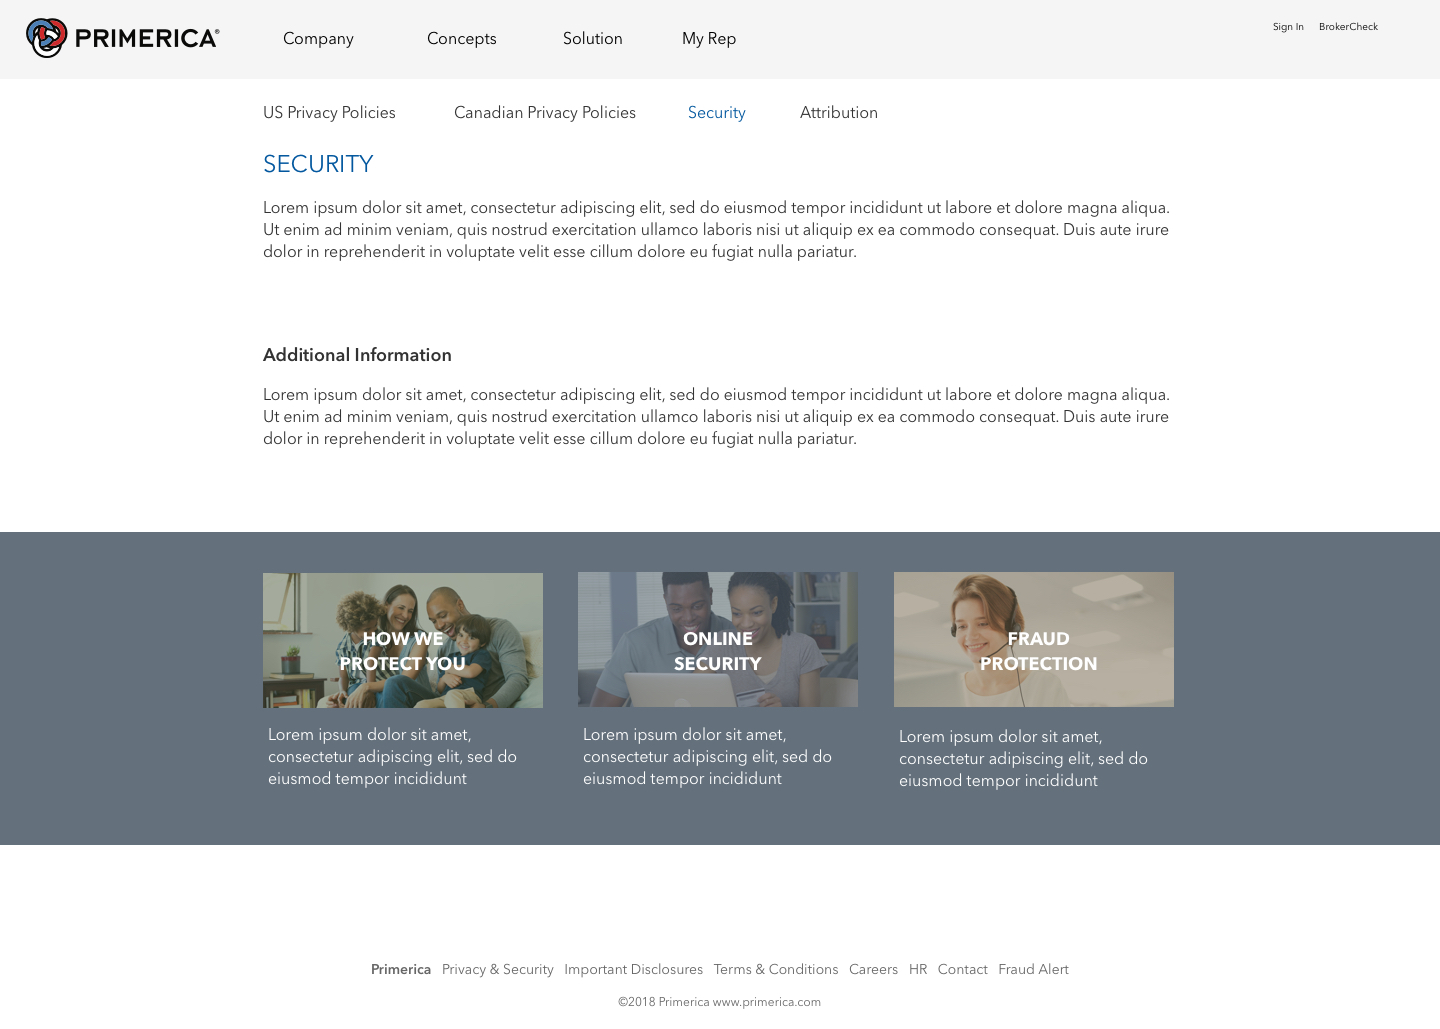 PRIMERICA®
Company Concepts Solution My Rep
Sign In BrokerCheck
US Privacy Policies Canadian Privacy Policies Security Attribution
SECURITY
Lorem ipsum dolor sit amet, consectetur adipiscing elit, sed do eiusmod tempor incididunt ut labore et dolore magna aliqua.
Ut enim ad minim veniam, quis nostrud exercitation ullamco laboris nisi ut aliquip ex ea commodo consequat. Duis aute irure
dolor in reprehenderit in voluptate velit esse cillum dolore eu fugiat nulla pariatur.
Additional Information
Lorem ipsum dolor sit amet, consectetur adipiscing elit, sed do eiusmod tempor incididunt ut labore et dolore magna aliqua.
Ut enim ad minim veniam, quis nostrud exercitation ullamco laboris nisi ut aliquip ex ea commodo consequat. Duis aute irure
dolor in reprehenderit in voluptate velit esse cillum dolore eu fugiat nulla pariatur.
HOW WE
PROTECT YOU
Lorem ipsum dolor sit amet,
consectetur adipiscing elit, sed do
eiusmod tempor incididunt
ONLINE
SECURITY
Lorem ipsum dolor sit amet,
consectetur adipiscing elit, sed do
eiusmod tempor incididunt
FRAUD
PROTECTION
Lorem ipsum dolor sit amet,
consectetur adipiscing elit, sed do
eiusmod tempor incididunt
Primerica Privacy & Security Important Disclosures Terms & Conditions Careers HR Contact Fraud Alert
©2018 Primerica www.primerica.com